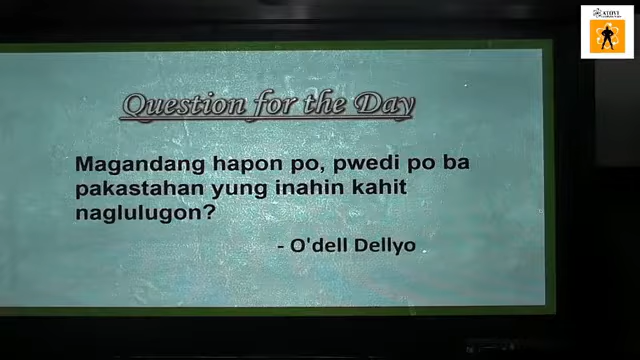 Question for the Day
Magandang hapon po, pwedi po ba
pakastahan yung inahin kahit
naglulugon?
- O'dell Dellyo